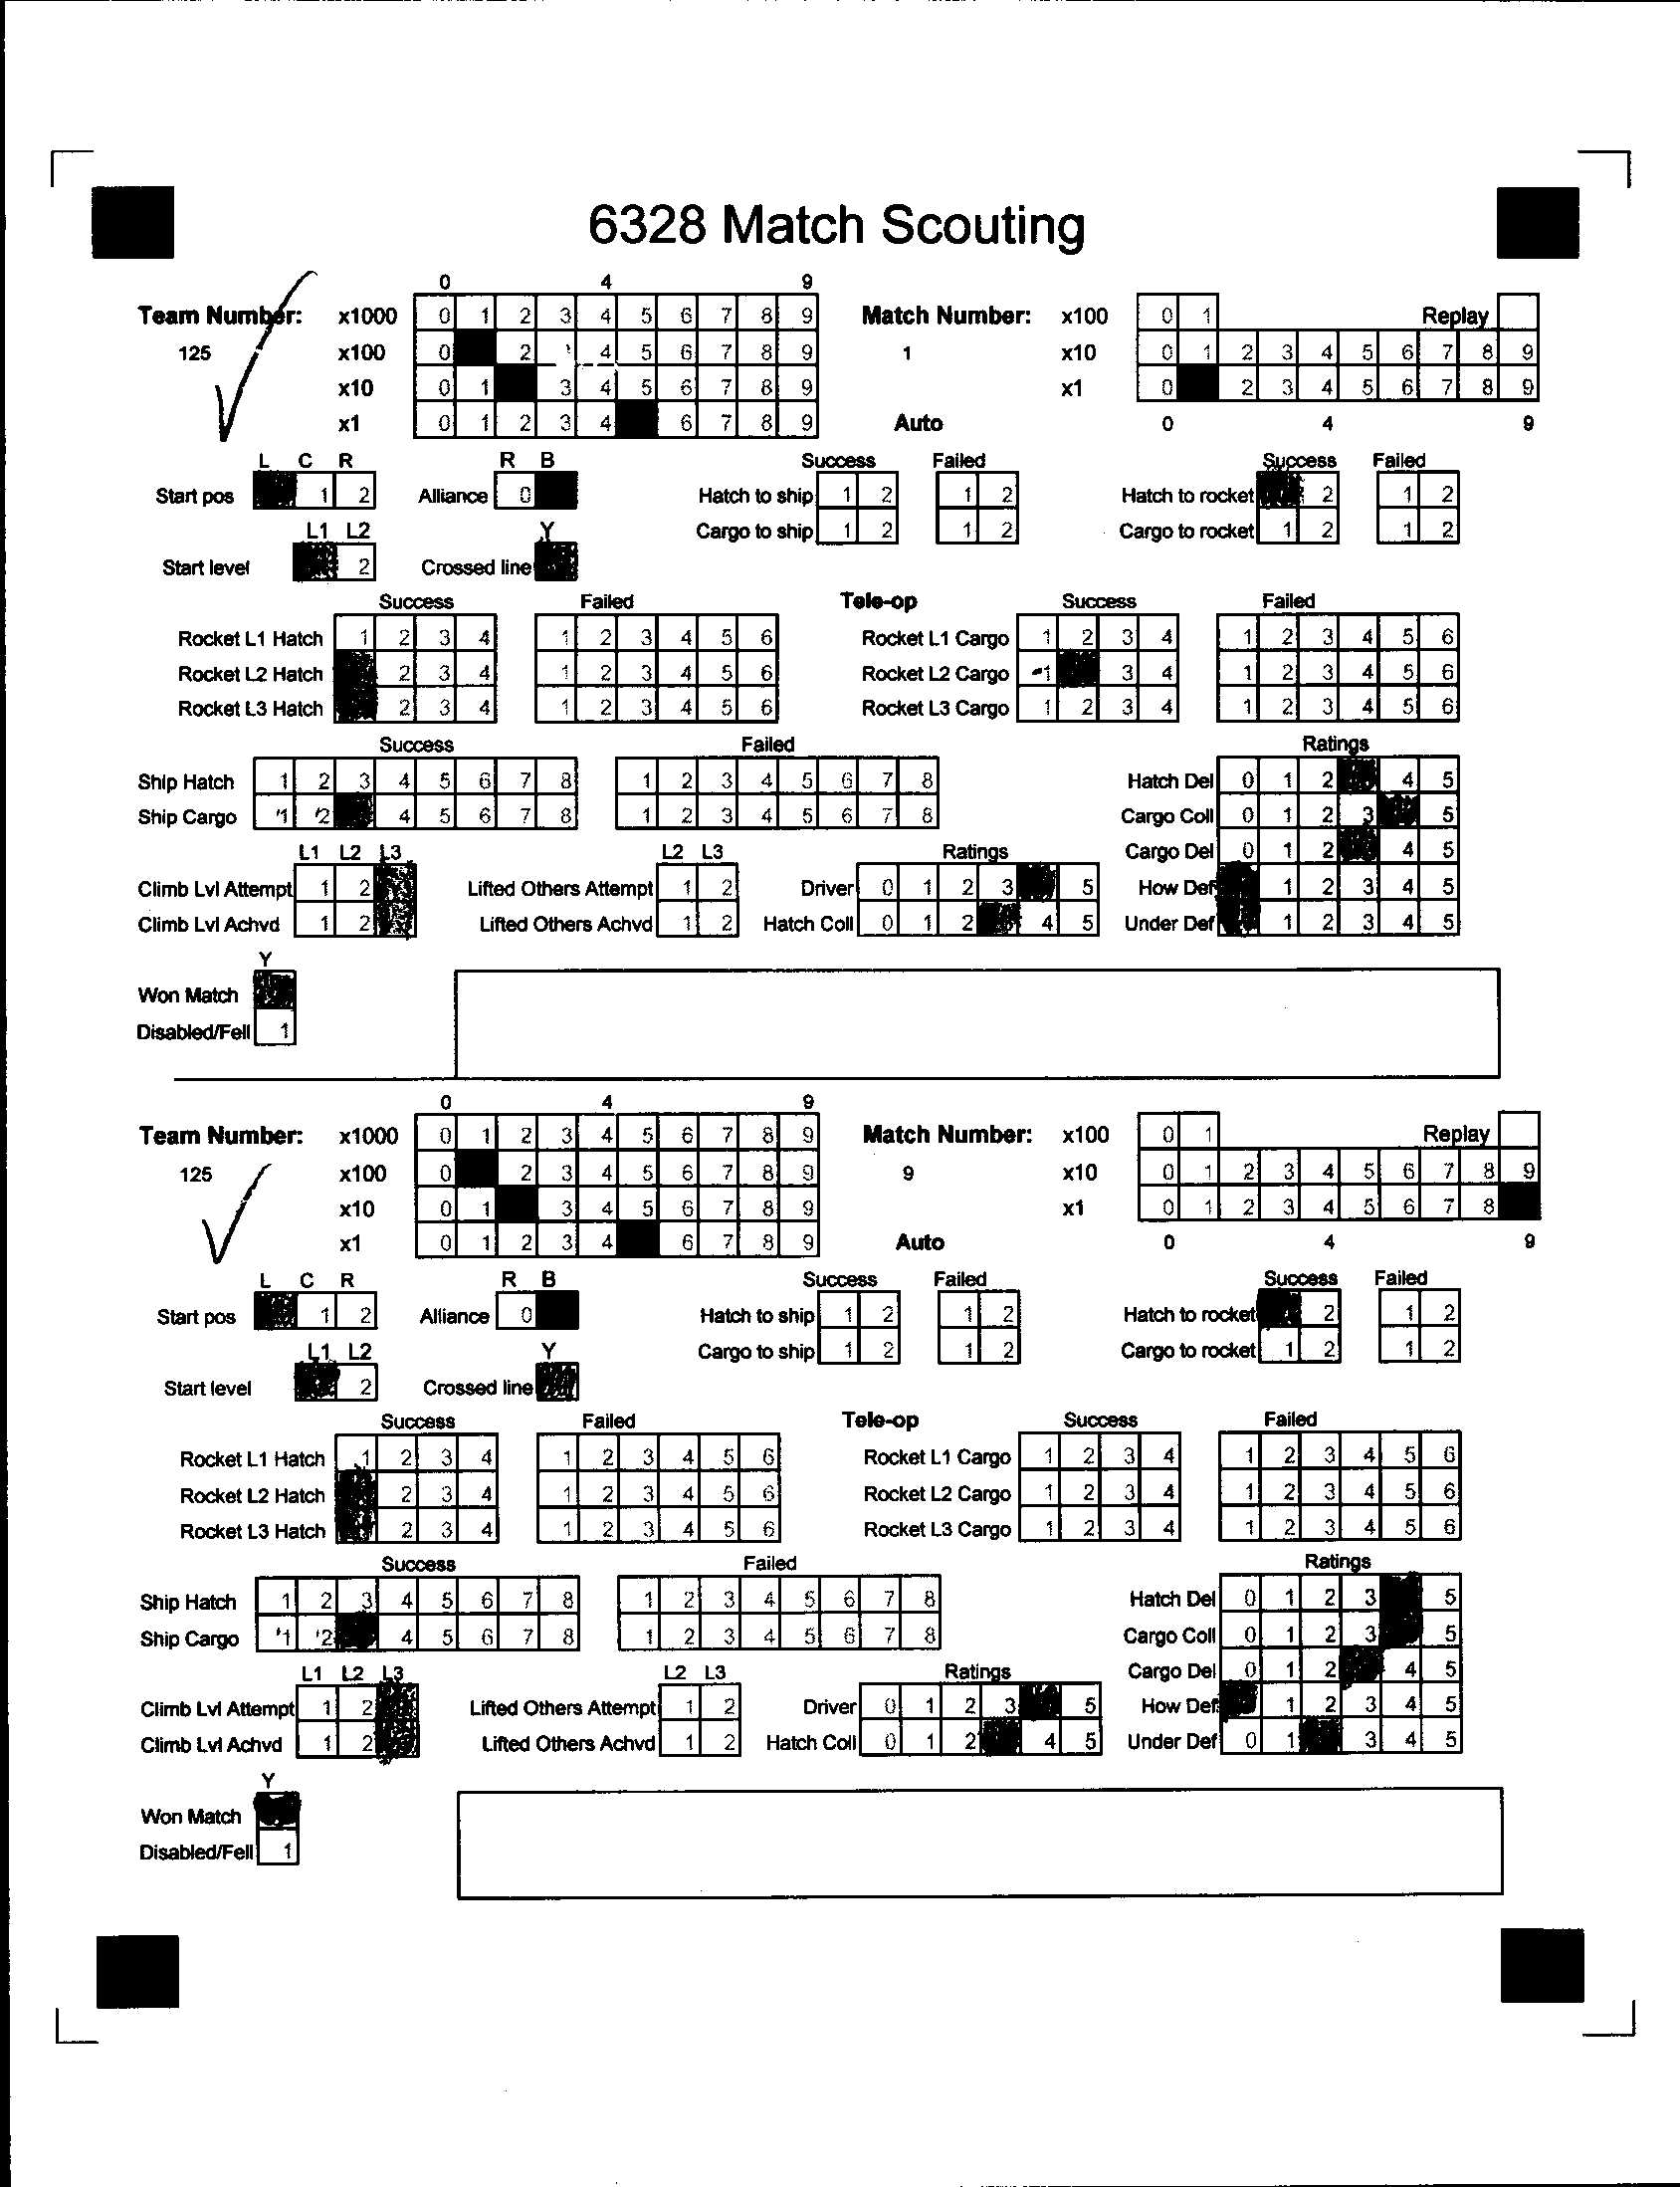 6328 Match Scouting
0 4 9
Team Number: x1000 0 1 2 3 4 5 6 7 8 9 Match Number: x100 0 1 Replay
125 x100 0 2 4 5 6 7 8 9 1 x10 0 1 2 3 4 5 6 7 8 9
x10 0 1 3 4 5 6 7 8 9 x1 0 2 3 4 5 6 7 8 9
x1 0 1 2 3 4 6 7 8 9 Auto 0 4 9
L C R R B Success Failed Success Failed
Start pos 1 2 Alliance 0 Hatch to ship 1 2 1 2 Hatch to rocket 2 1 2
L1 L2 Y Cargo to ship 1 2 1 2 Cargo to rocket 1 2 1 2
Start level 2 Crossed line
Success Failed Tele-op Success Failed
Rocket L1 Hatch 1 2 3 4 1 2 3 4 5 6 Rocket L1 Cargo 1 2 3 4 1 2 3 4 5 6
Rocket L2 Hatch 2 3 4 1 2 3 4 5 6 Rocket L2 Cargo 1 3 4 1 2 3 4 5 6
Rocket L3 Hatch 2 3 4 1 2 3 4 5 6 Rocket L3 Cargo 1 2 3 4 1 2 3 4 5 6
Success Failed Ratings
Ship Hatch 1 2 3 4 5 6 7 8 1 2 3 4 5 6 7 8 Hatch Del 0 1 2 4 5
Ship Cargo 1 2 4 5 6 7 8 1 2 3 4 5 6 7 8 Cargo Coll 0 1 2 3 5
L1 L2 L3 L2 L3 Ratings Cargo Del 0 1 2 4 5
Climb Lvl Attempt 1 2 Lifted Others Attempt 1 2 Driver 0 1 2 3 5 How Def 1 2 3 4 5
Climb Lvl Achvd 1 2 Lifted Others Achvd 1 2 Hatch Coll 0 1 2 4 5 Under Def 1 2 3 4 5
Y
Won Match
Disabled/Fell 1
0 4 9
Team Number: x1000 0 1 2 3 4 5 6 7 8 9 Match Number: x100 0 1 Replay
125 x100 0 2 3 4 5 6 7 8 9 9 x10 0 1 2 3 4 5 6 7 8 9
x10 0 1 3 4 5 6 7 8 9 x1 0 1 2 3 4 5 6 7 8
x1 0 1 2 3 4 6 7 8 9 Auto 0 4 9
L C R R B Success Failed Success Failed
Start pos 1 2 Alliance 0 Hatch to ship 1 2 1 2 Hatch to rocket 2 1 2
L1 L2 Y Cargo to ship 1 2 1 2 Cargo to rocket 1 2 1 2
Start level 2 Crossed line
Success Failed Tele-op Success Failed
Rocket L1 Hatch 1 2 3 4 1 2 3 4 5 6 Rocket L1 Cargo 1 2 3 4 1 2 3 4 5 6
Rocket L2 Hatch 2 3 4 1 2 3 4 5 6 Rocket L2 Cargo 1 2 3 4 1 2 3 4 5 6
Rocket L3 Hatch 2 3 4 1 2 3 4 5 6 Rocket L3 Cargo 1 2 3 4 1 2 3 4 5 6
Success Failed Ratings
Ship Hatch 1 2 3 4 5 6 7 8 1 2 3 4 5 6 7 8 Hatch Del 0 1 2 3 5
Ship Cargo 1 2 4 5 6 7 8 1 2 3 4 5 6 7 8 Cargo Coll 0 1 2 3 5
L1 L2 L3 L2 L3 Ratings Cargo Del 0 1 2 4 5
Climb Lvl Attempt 1 2 Lifted Others Attempt 1 2 Driver 0 1 2 3 5 How Def 1 2 3 4 5
Climb Lvl Achvd 1 2 Lifted Others Achvd 1 2 Hatch Coll 0 1 2 4 5 Under Def 0 1 3 4 5
Y
Won Match
Disabled/Fell 1